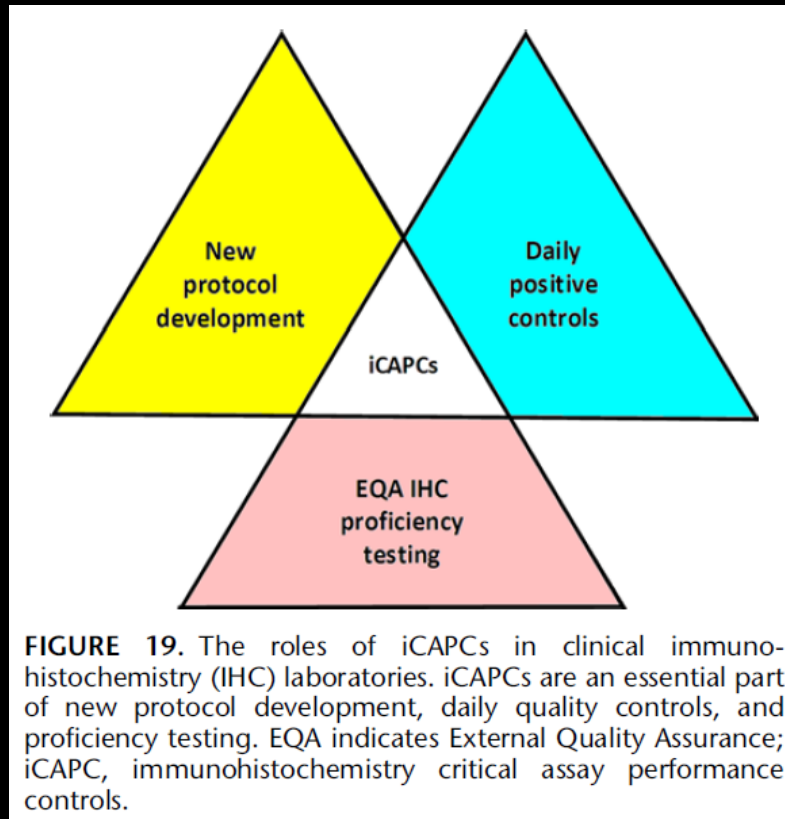 New
protocol
development
Daily
positive
controls
iCAPCs
EQA IHC
proficiency
testing
FIGURE 19. The roles of iCAPCs in clinical immuno-
histochemistry (IHC) laboratories. iCAPCs are an essential part
of new protocol development, daily quality controls, and
proficiency testing. EQA indicates External Quality Assurance;
iCAPC, immunohistochemistry critical assay performance
controls.